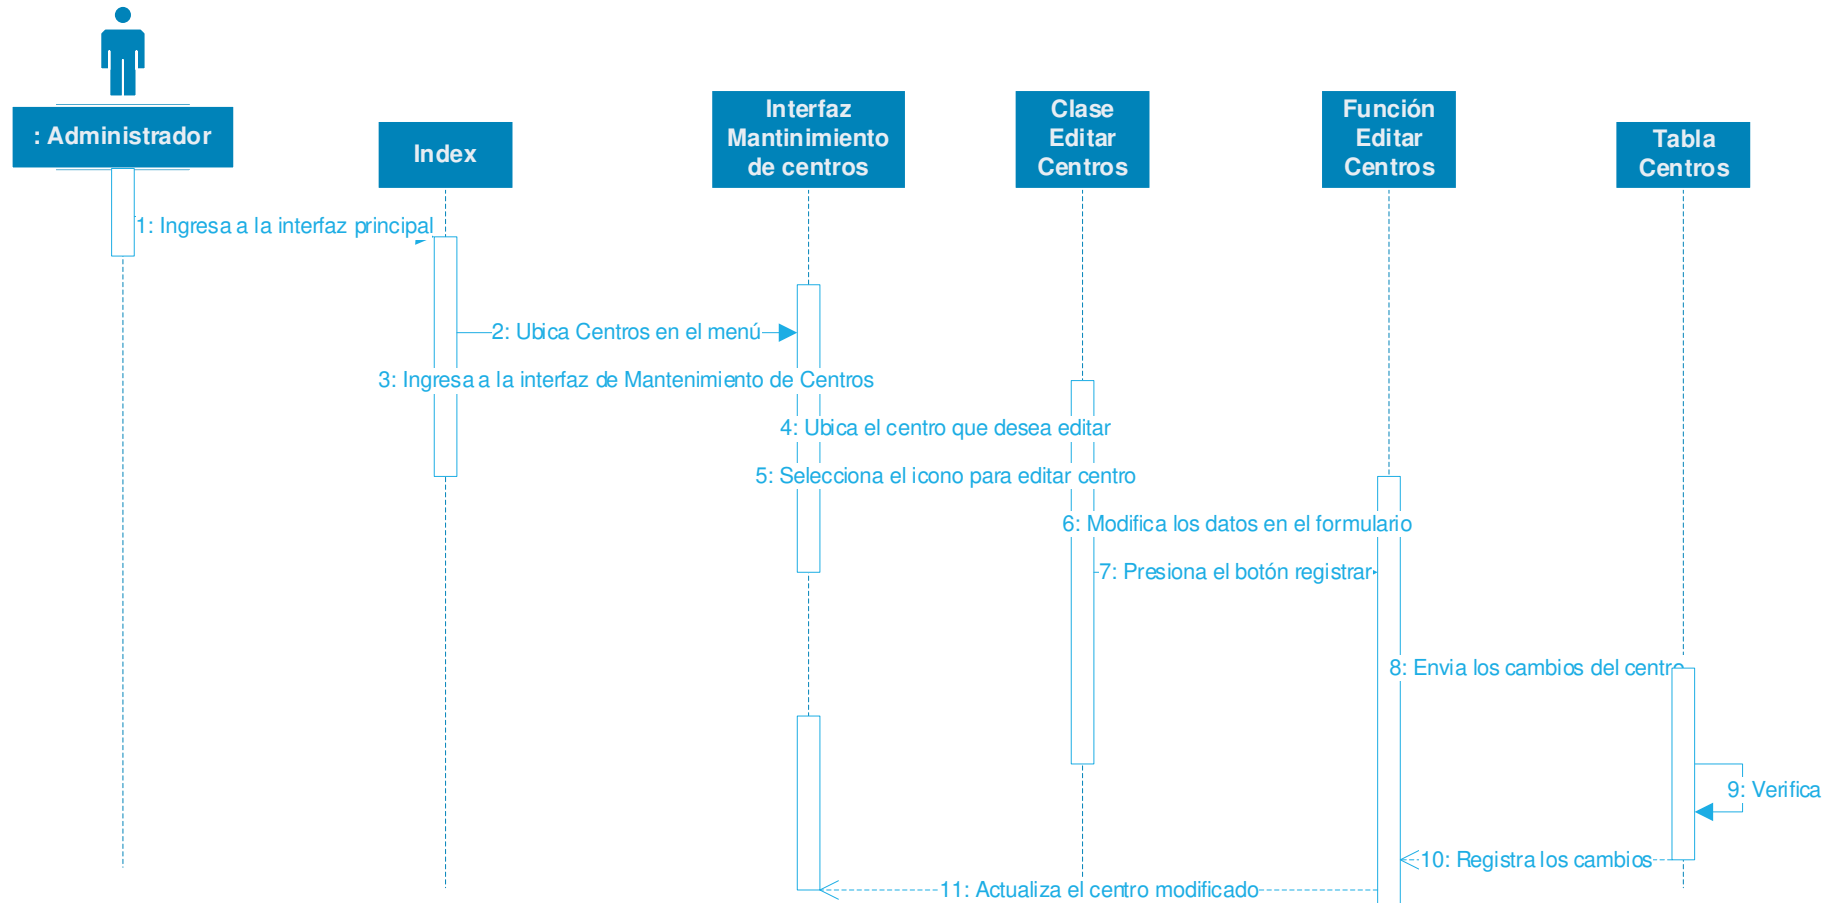 : Administrador
Index
Interfaz
Mantinimiento
de centros
Clase
Editar
Centros
Función
Editar
Centros
Tabla
Centros
1: Ingresa a la interfaz principal
2: Ubica Centros en el menú
3: Ingresa a la interfaz de Mantenimiento de Centros
4: Ubica el centro que desea editar
5: Selecciona el icono para editar centro
6: Modifica los datos en el formulario
7: Presiona el botón registrar
8: Envia los cambios del centro
9: Verifica
10: Registra los cambios
11: Actualiza el centro modificado